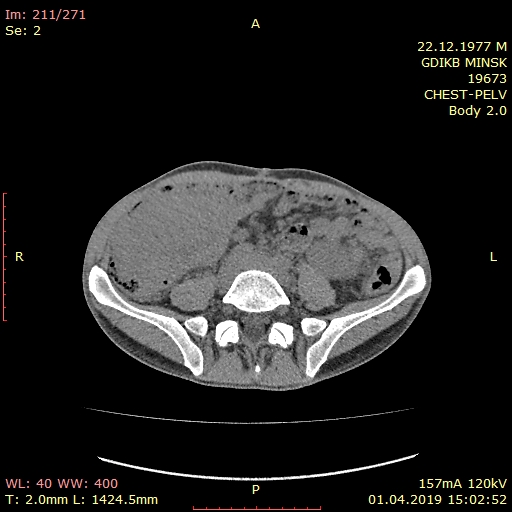 Im: 211/271
Se: 2
A
22.12.1977 M
GDIKB MINSK
19673
CHEST-PELV
Body 2.0
R
L
WL: 40 WW: 400
T: 2.0mm L: 1424.5mm
P
157mA 120kV
01.04.2019 15:02:52